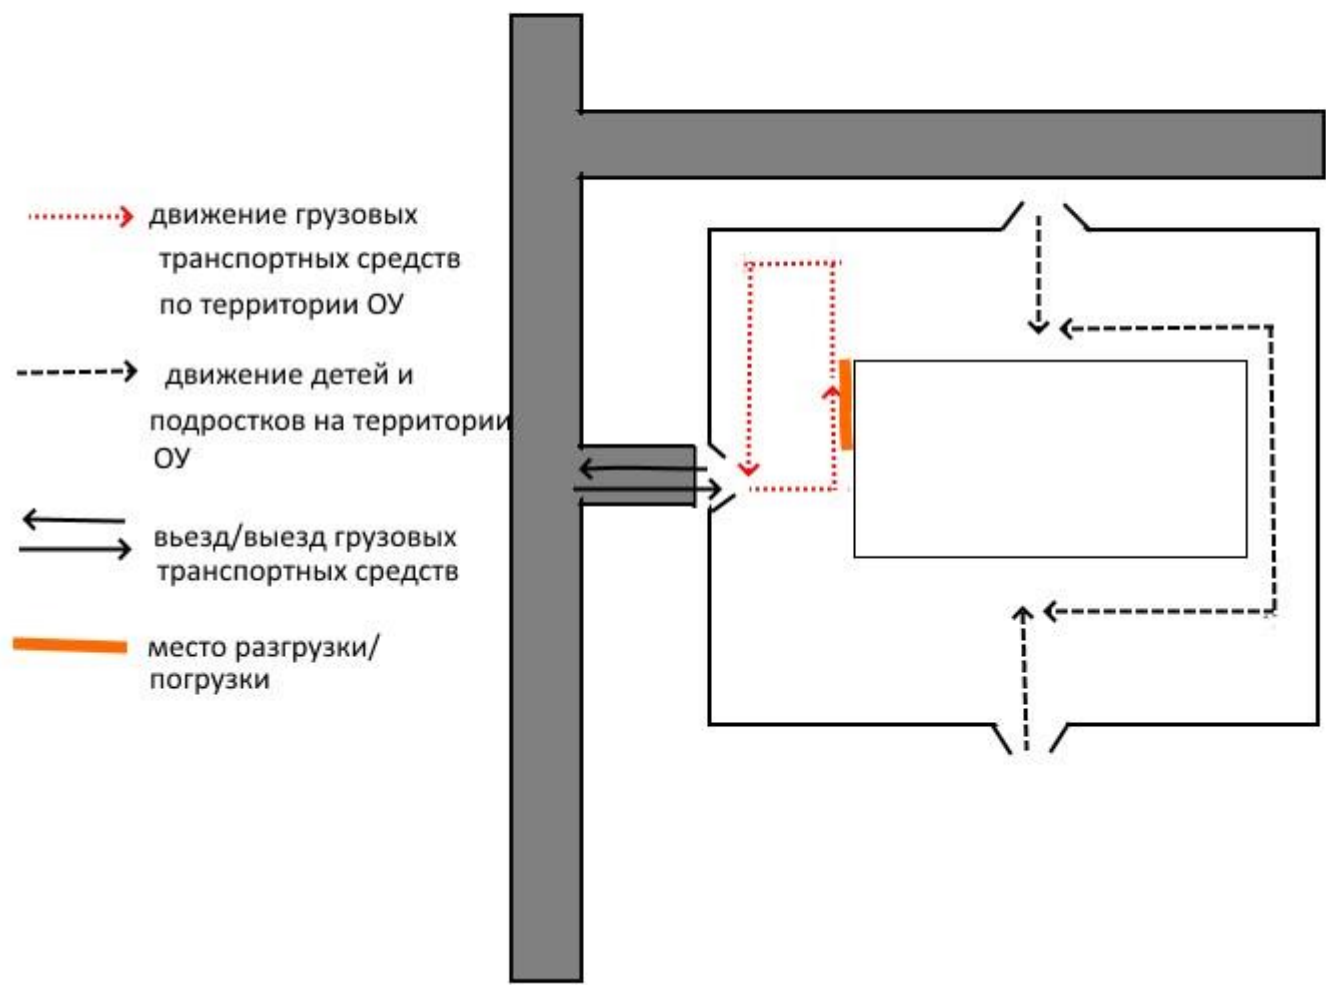 движение грузовых
транспортных средств
по территории ОУ
движение детей и
подростков на территории
ОУ
вьезд/выезд грузовых
транспортных средств
место разгрузки/
погрузки